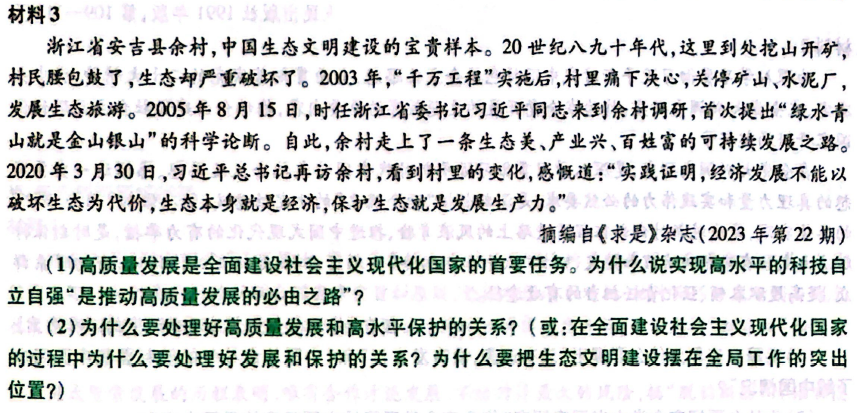 材料3
浙江省安吉县余村,中国生态文明建设的宝贵样本。20世纪八九十年代,这里到处挖山开矿,
村民腰包鼓了,生态却严重破坏了。2003年,“千万工程”实施后,村里痛下决心,关停矿山、水泥厂,
发展生态旅游。2005年8月15日,时任浙江省委书记习近平同志来到余村调研,首次提出“绿水青
山就是金山银山”的科学论断。自此,余村走上了一条生态美、产业兴、百姓富的可持续发展之路。
2020年3月30日,习近平总书记再访余村,看到村里的变化,感慨道:“实践证明,经济发展不能以
破坏生态为代价,生态本身就是经济,保护生态就是发展生产力。”
摘编自《求是》杂志(2023年第22期)
(1)高质量发展是全面建设社会主义现代化国家的首要任务。为什么说实现高水平的科技自
立自强“是推动高质量发展的必由之路”?
(2)为什么要处理好高质量发展和高水平保护的关系?(或:在全面建设社会主义现代化国家
的过程中为什么要处理好发展和保护的关系?为什么要把生态文明建设摆在全局工作的突出
位置?)